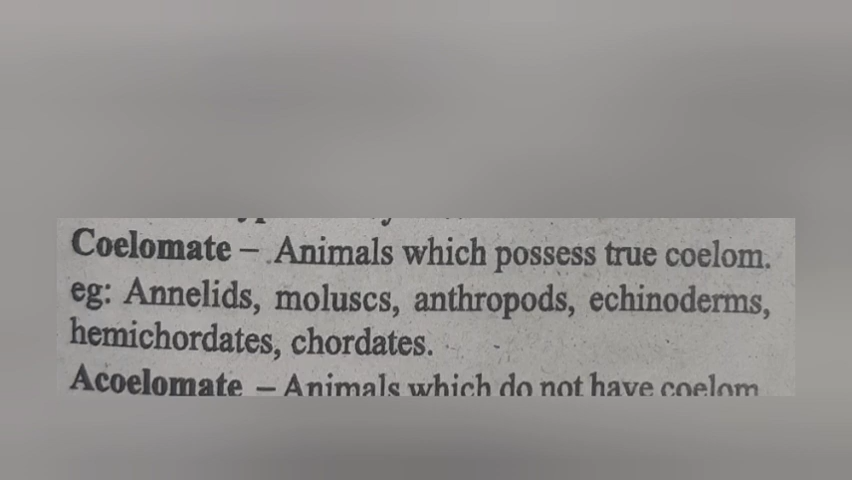 Coelomate – Animals which possess true coelom.
eg: Annelids, moluscs, anthropods, echinoderms,
hemichordates, chordates.
Acoelomate – Animals which do not have coelom